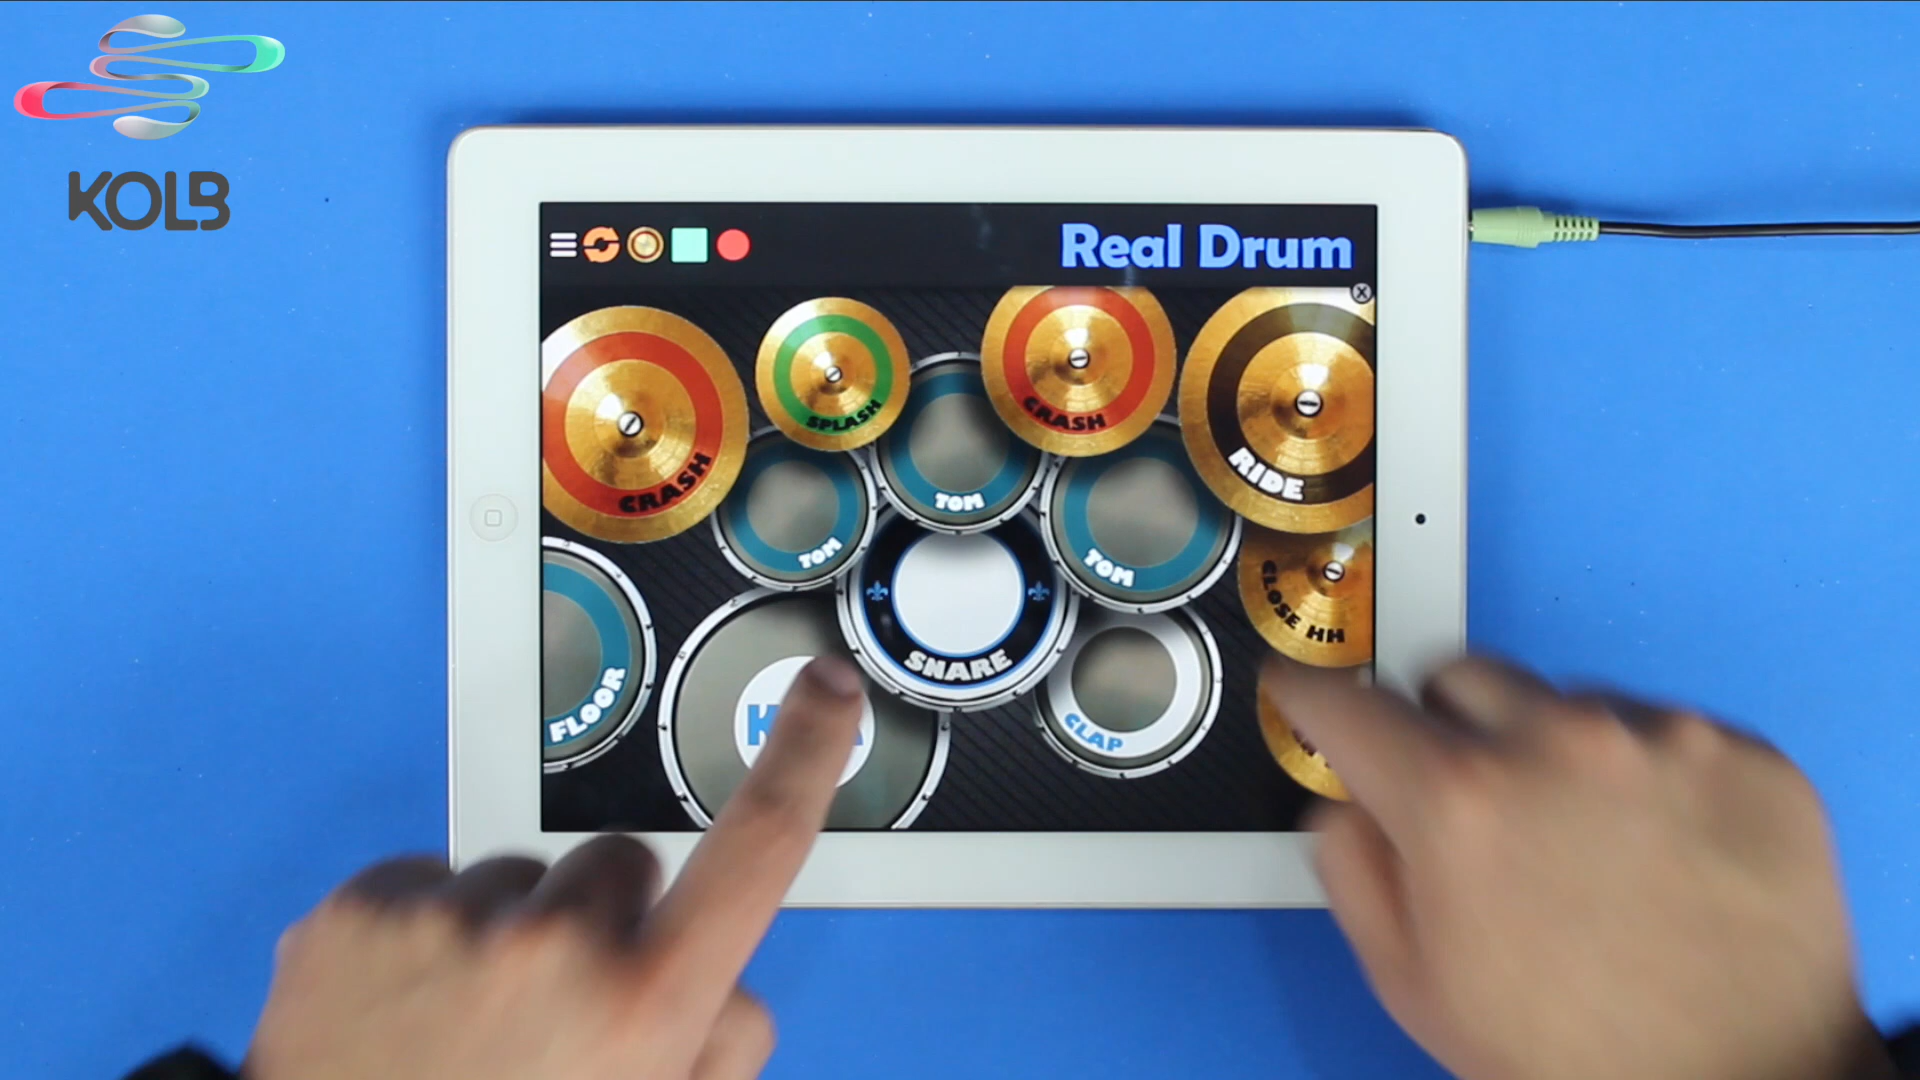 KOLB
Real Drum
CRASH
SPLASH
CRASH
RIDE
TOM
TOM
TOM
CLOSE HH
SNARE
FLOOR
CLAP